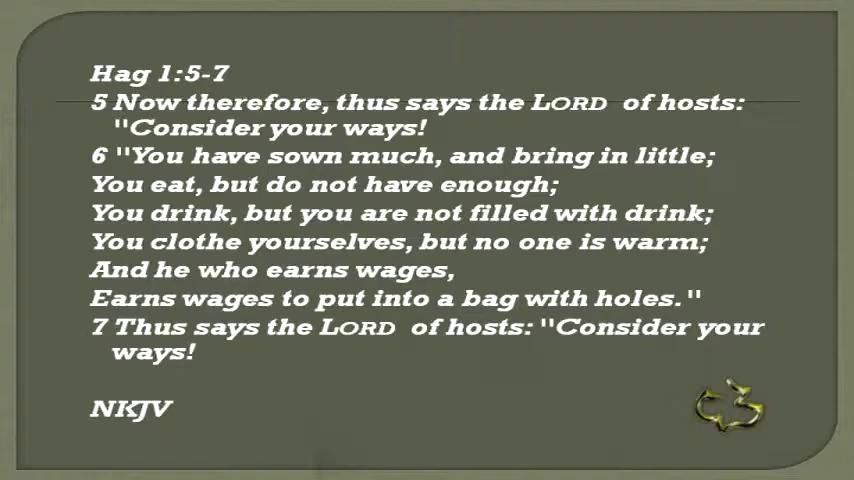 Hag 1:5-7
5 Now therefore, thus says the LORD of hosts:
"Consider your ways!
6 "You have sown much, and bring in little;
You eat, but do not have enough;
You drink, but you are not filled with drink;
You clothe yourselves, but no one is warm;
And he who earns wages,
Earns wages to put into a bag with holes."
7 Thus says the LORD of hosts: "Consider your
ways!
NKJV
C3